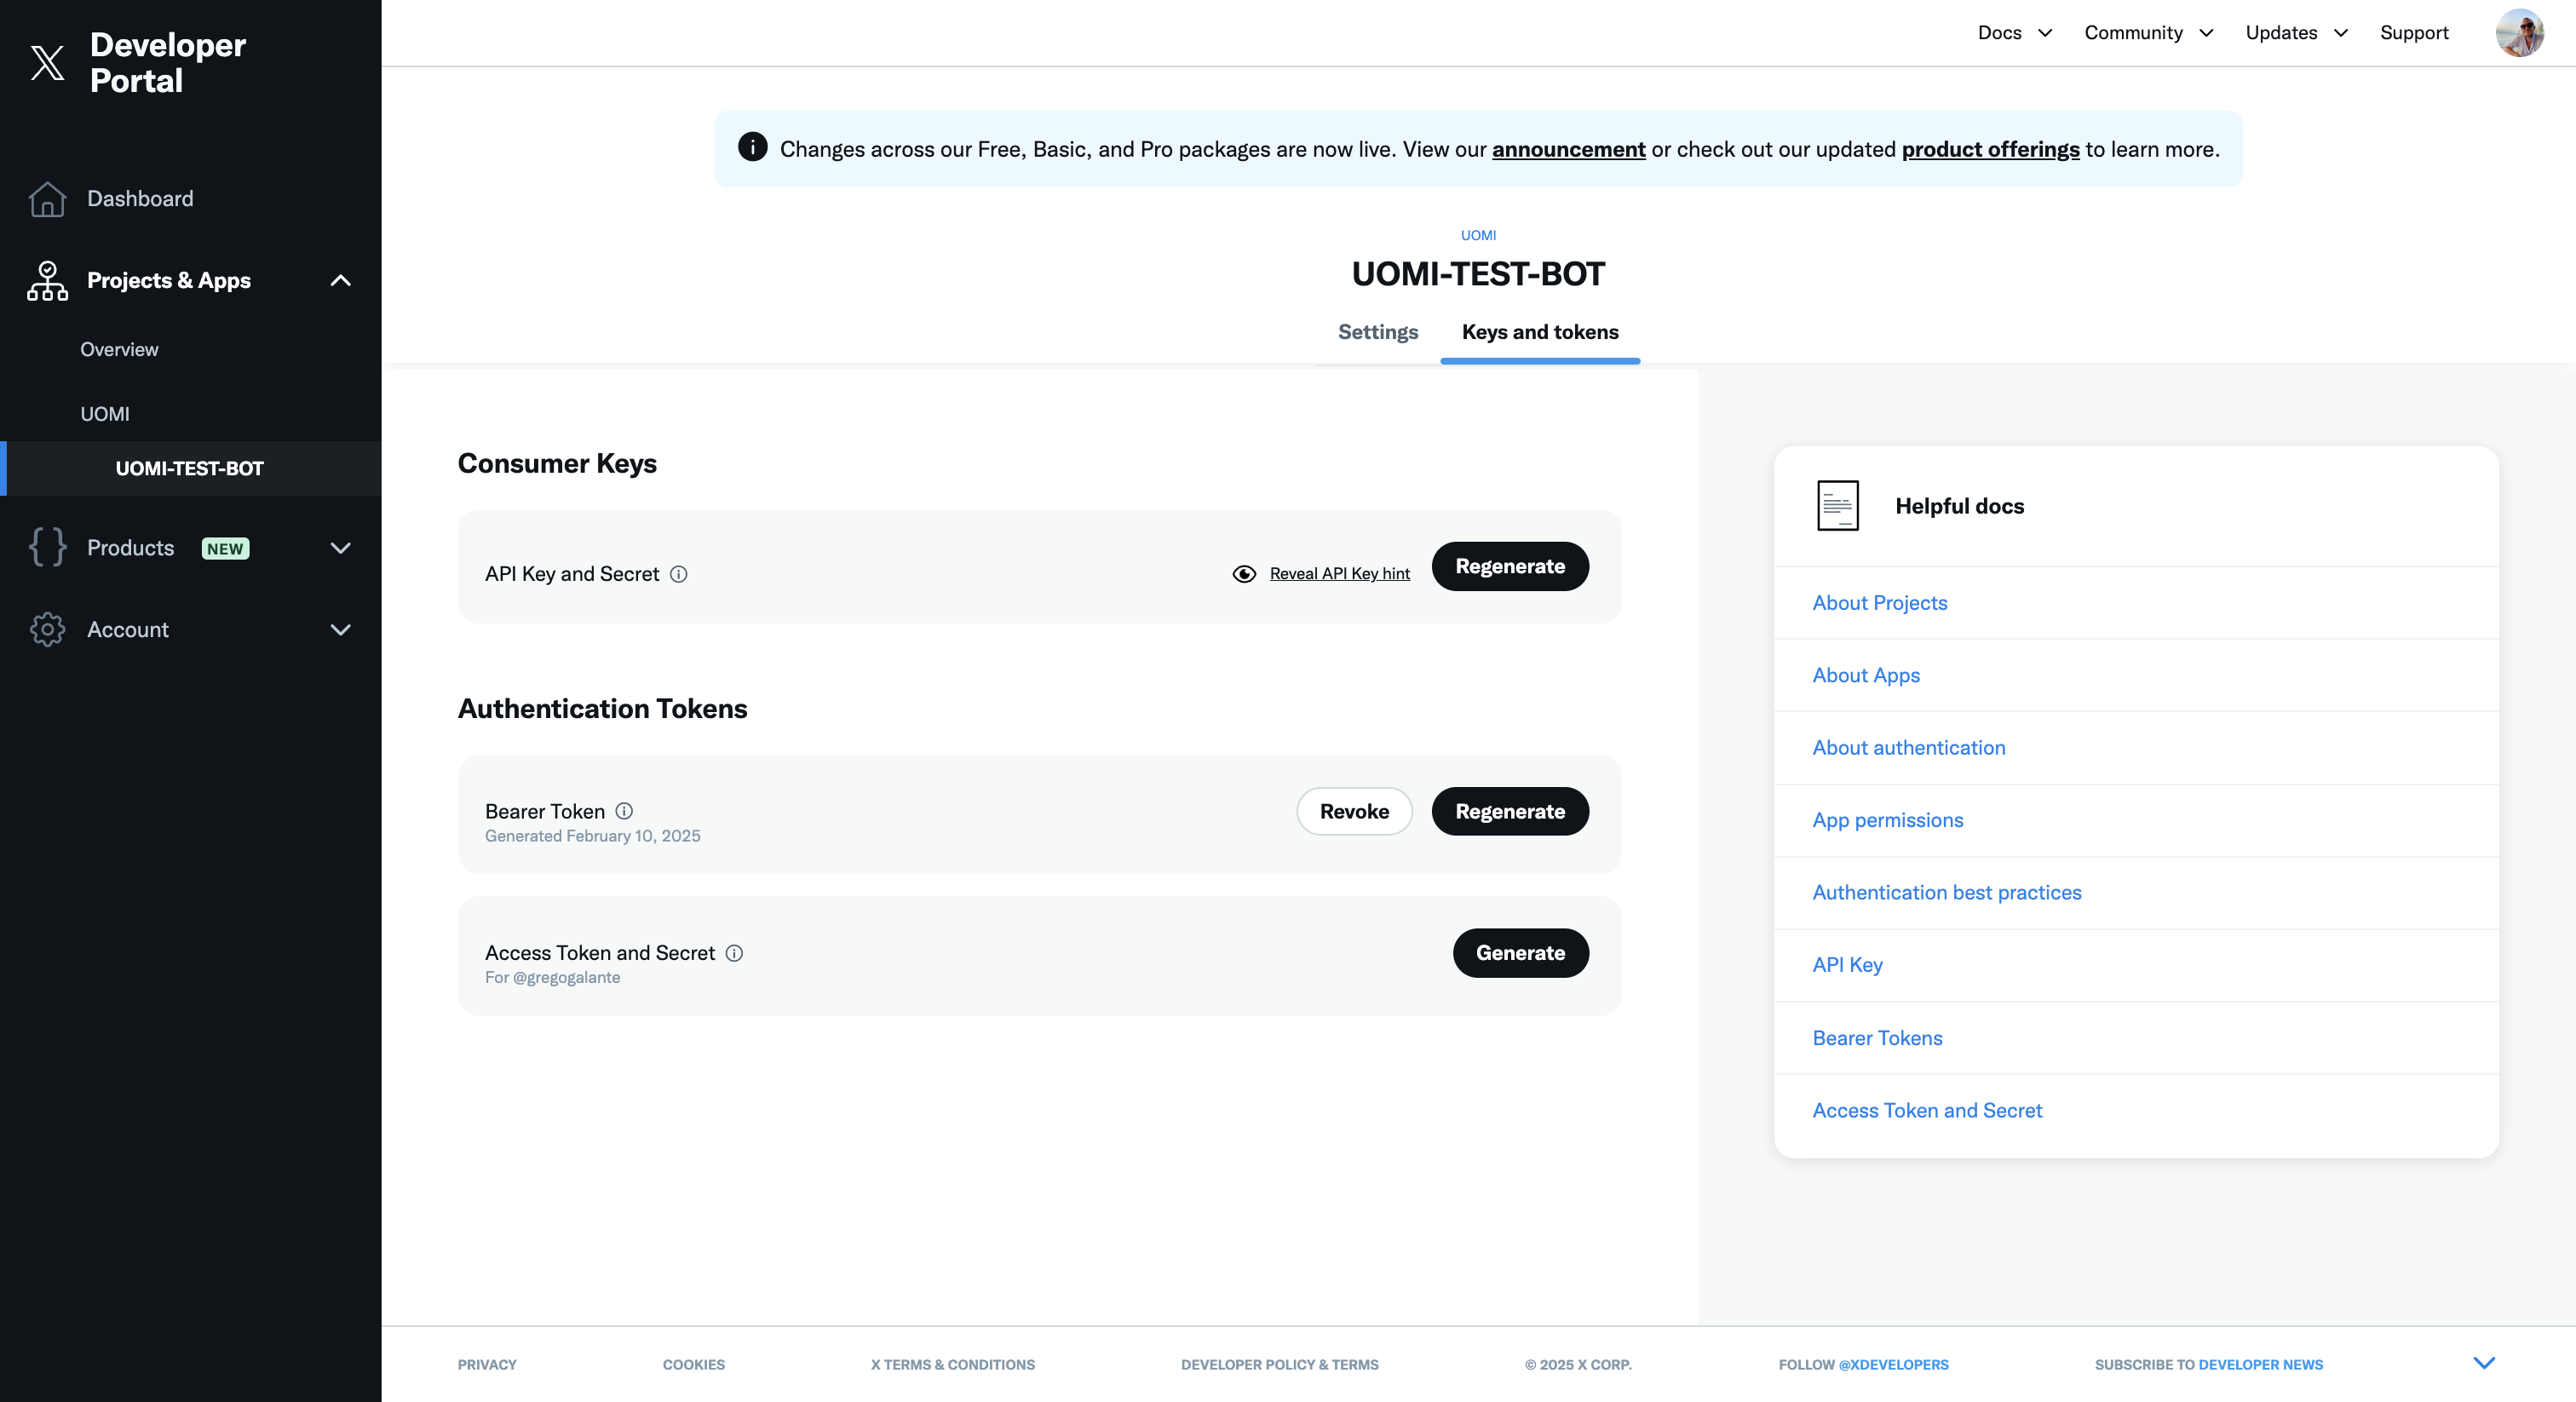 Developer
Portal
Dashboard
Projects & Apps
Overview
UOMI
UOMI-TEST-BOT
Products NEW
Account
Docs Community Updates Support
Changes across our Free, Basic, and Pro packages are now live. View our announcement or check out our updated product offerings to learn more.
UOMI
UOMI-TEST-BOT
Settings Keys and tokens
Consumer Keys
API Key and Secret Reveal API Key hint Regenerate
Authentication Tokens
Bearer Token Revoke Regenerate
Generated February 10, 2025
Access Token and Secret Generate
For @gregogalante
Helpful docs
About Projects
About Apps
About authentication
App permissions
Authentication best practices
API Key
Bearer Tokens
Access Token and Secret
PRIVACY COOKIES X TERMS & CONDITIONS DEVELOPER POLICY & TERMS © 2025 X CORP. FOLLOW @XDEVELOPERS SUBSCRIBE TO DEVELOPER NEWS